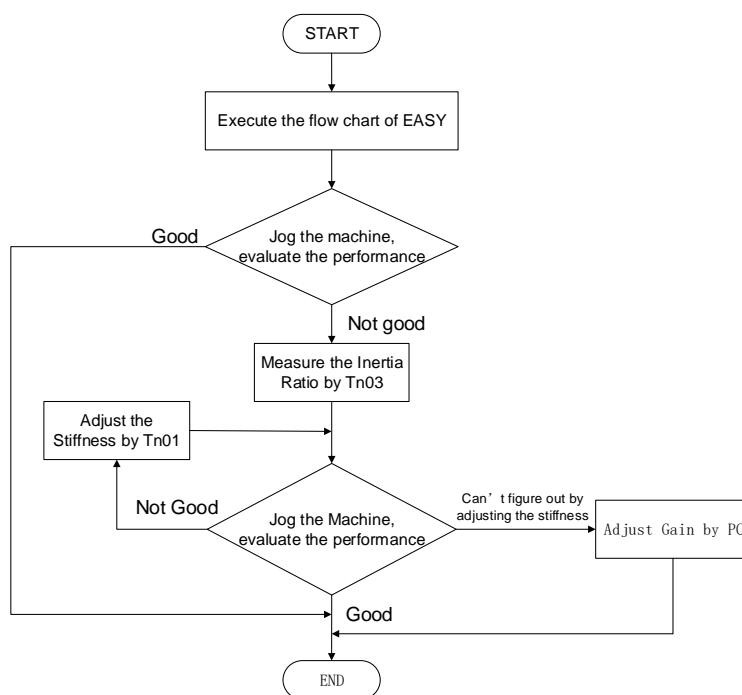 START
Execute the flow chart of EASY
Good
Jog the machine,
evaluate the performance
Not good
Measure the Inertia
Ratio by Tn03
Adjust the
Stiffness by Tn01
Not Good
Jog the Machine,
evaluate the performance
Can’t figure out by
adjusting the stiffness
Adjust Gain by PC
Good
END